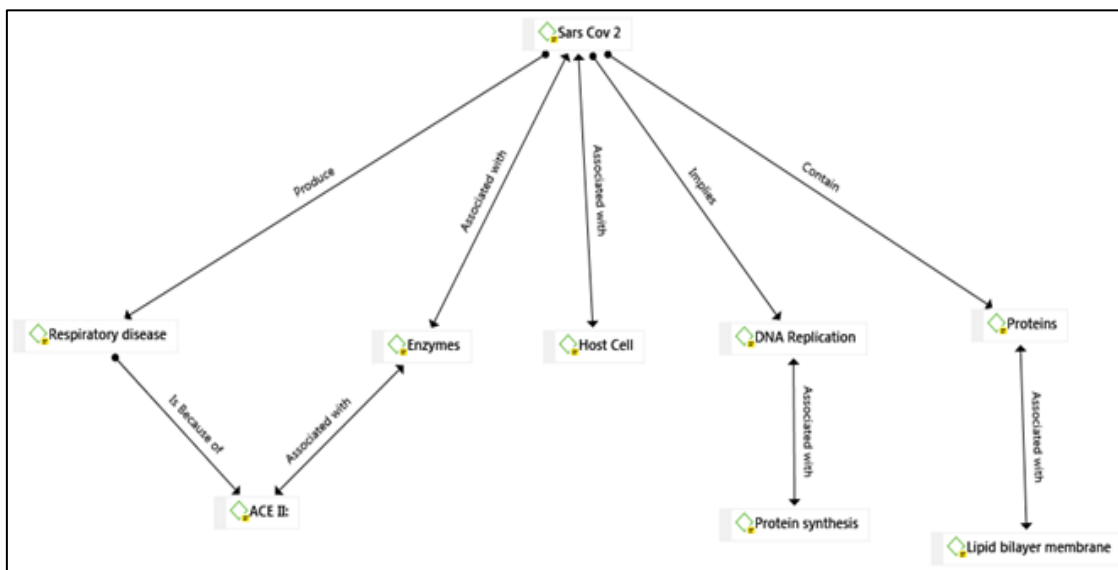 Sars Cov 2
Produce
Associated with
Associated with
Implies
Contain
Respiratory disease
Enzymes
Host Cell
DNA Replication
Proteins
Is Because of
Associated with
Associated with
Associated with
ACE II:
Protein synthesis
Lipid bilayer membrane